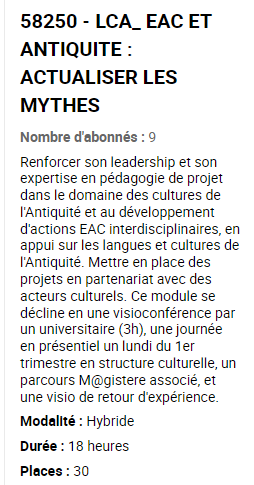 58250 - LCA_ EAC ET
ANTIQUITE :
ACTUALISER LES
MYTHES
Nombre d'abonnés : 9
Renforcer son leadership et son
expertise en pédagogie de projet
dans le domaine des cultures de
l'Antiquité et au développement
d'actions EAC interdisciplinaires, en
appui sur les langues et cultures de
l'Antiquité. Mettre en place des
projets en partenariat avec des
acteurs culturels. Ce module se
décline en une visioconférence par
un universitaire (3h), une journée
en présentiel un lundi du 1er
trimestre en structure culturelle, un
parcours M@gistere associé, et
une visio de retour d'expérience.
Modalité : Hybride
Durée : 18 heures
Places : 30